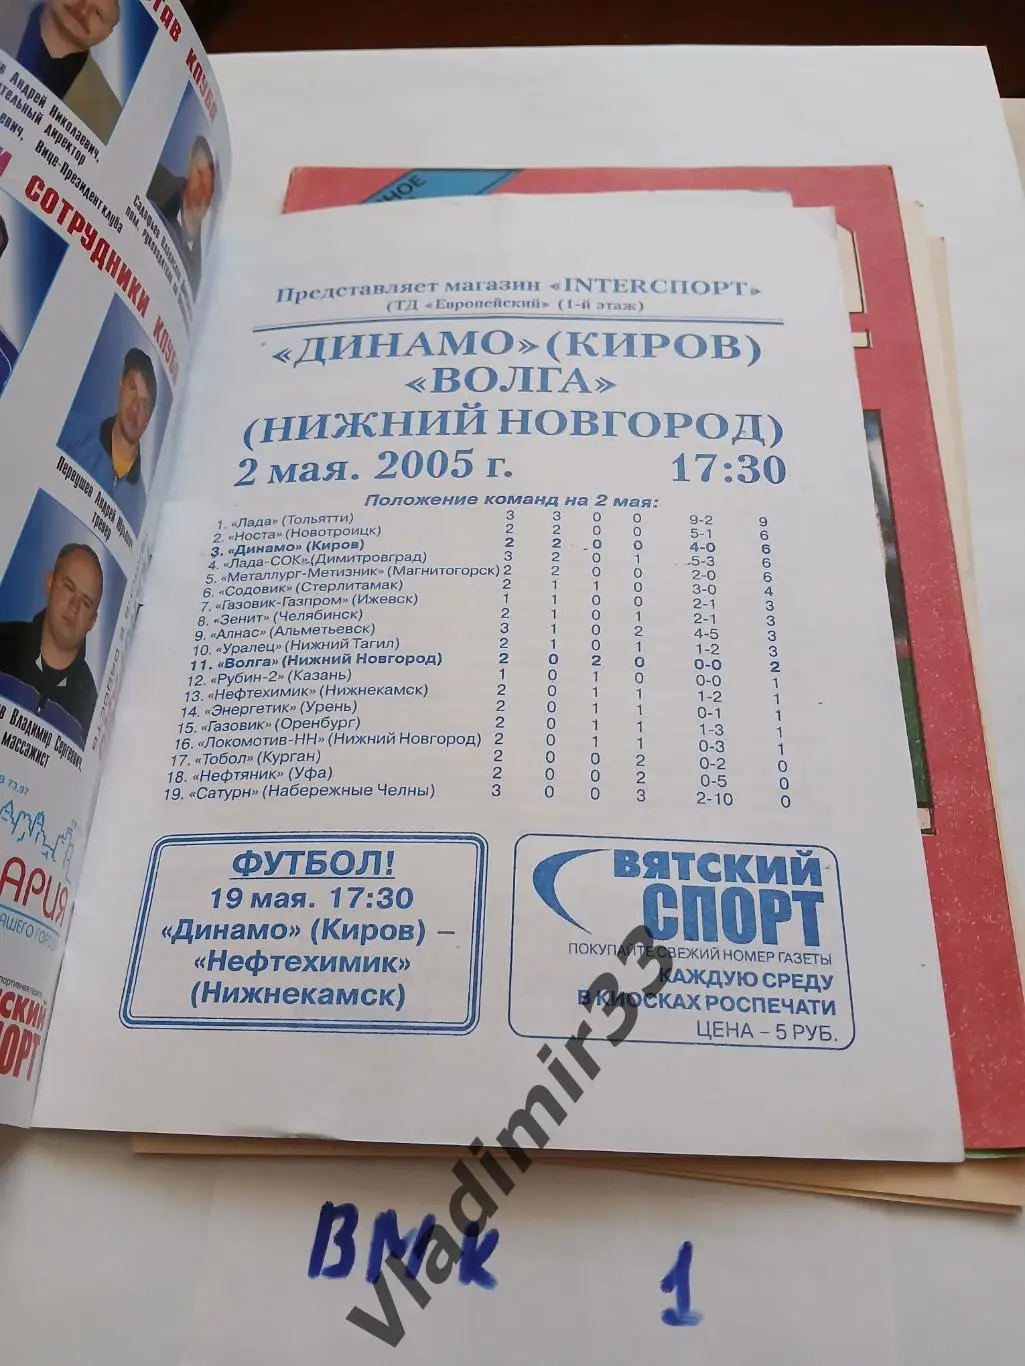 СОТРУДНИКИ КЛУБА
Андрей Николаевич,
директор
Вице-Президент клуба
Первушев Андрей Юрьевич
тренер
Владимир Сергеевич,
массажист
Представляет магазин «INTERСПОРТ»
(ТД «Европейский» (1-й этаж)
«ДИНАМО» (КИРОВ)
«ВОЛГА»
(НИЖНИЙ НОВГОРОД)
2 мая. 2005 г. 17:30
Положение команд на 2 мая:
1. «Лада» (Тольятти) 3 3 0 0 9-2 9
2. «Носта» (Новотроицк) 2 2 0 0 5-1 6
3. «Динамо» (Киров) 2 2 0 0 4-0 6
4. «Лада-СОК» (Димитровград) 3 2 0 1 5-3 6
5. «Металлург-Метизник» (Магнитогорск) 2 2 0 0 2-0 6
6. «Содовик» (Стерлитамак) 2 1 1 0 3-0 4
7. «Газовик-Газпром» (Ижевск) 1 1 0 0 2-1 3
8. «Зенит» (Челябинск) 2 1 0 1 2-1 3
9. «Алнас» (Альметьевск) 3 1 0 2 4-5 3
10. «Уралец» (Нижний Тагил) 2 1 0 1 1-2 3
11. «Волга» (Нижний Новгород) 2 0 2 0 0-0 2
12. «Рубин-2» (Казань) 1 0 1 0 0-0 1
13. «Нефтехимик» (Нижнекамск) 2 0 1 1 1-2 1
14. «Энергетик» (Урень) 2 0 1 1 0-1 1
15. «Газовик» (Оренбург) 2 0 1 1 1-3 1
16. «Локомотив-НН» (Нижний Новгород) 2 0 1 1 0-3 1
17. «Тобол» (Курган) 2 0 0 2 0-2 0
18. «Нефтяник» (Уфа) 2 0 0 2 0-5 0
19. «Сатурн» (Набережные Челны) 3 0 0 3 2-10 0
ФУТБОЛ!
19 мая. 17:30
«Динамо» (Киров) –
«Нефтехимик»
(Нижнекамск)
ВЯТСКИЙ
СПОРТ
ПОКУПАЙТЕ СВЕЖИЙ НОМЕР ГАЗЕТЫ
КАЖДУЮ СРЕДУ
В КИОСКАХ РОСПЕЧАТИ
ЦЕНА – 5 РУБ.
Vladimir33
ВМК 1